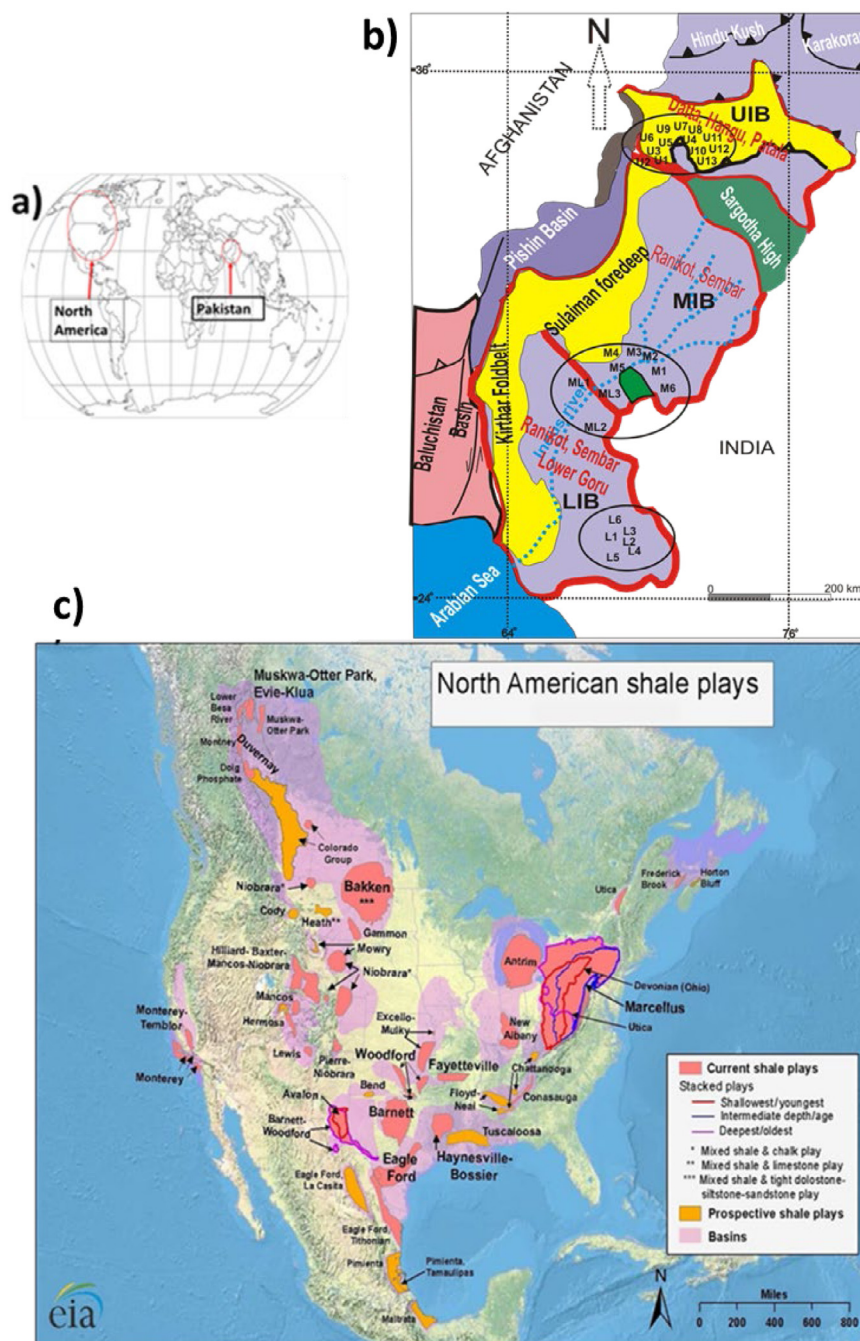 a)
North
America
Pakistan
b)
N
36°
AFGHANISTAN
Hindu Kush
Karakoram
UIB
Datta, Hangu, Patala
U9 U7 U8
U6 U5 U4 U11
U3 U10 U12
U2 U1 U13
Pishin Basin
Sargodha High
Sulaiman foredeep
Ranikot, Sembar
MIB
M4 M3 M2
M5 M1
ML1 ML3 M6
ML2
Kirthar Foldbelt
Baluchistan
Basin
Indus river
Ranikot, Sembar
Lower Goru
LIB
INDIA
L6
L1 L3
L2
L5 L4
Arabian Sea
24°
64°
76°
0 200 km
c)
North American shale plays
Muskwa-Otter Park,
Evie-Klua
Lower
Besa
River
Muskwa-
Otter Park
Montney
Duvernay
Doig
Phosphate
Colorado
Group
Niobrara*
Bakken
***
Cody
Heath**
Gammon
Mowry
Hilliard-Baxter-
Mancos-Niobrara
Niobrara*
Mancos
Hermosa
Monterey-
Temblor
Monterey
Lewis
Pierre-
Niobrara
Excello-
Mulky
Woodford
Fayetteville
Bend
Avalon
Barnett-
Woodford
Barnett
Eagle
Ford
Haynesville-
Bossier
Tuscaloosa
Floyd-
Neal
Conasauga
Chattanooga
New
Albany
Antrim
Devonian (Ohio)
Marcellus
Utica
Utica
Frederick
Brook
Horton
Bluff
Eagle Ford,
La Casita
Eagle Ford,
Tithonian
Pimienta
Pimienta,
Tamaulipas
Maltrata
Current shale plays
Stacked plays
Shallowest/youngest
Intermediate depth/age
Deepest/oldest
* Mixed shale & chalk play
** Mixed shale & limestone play
*** Mixed shale & tight dolostone-
siltstone-sandstone play
Prospective shale plays
Basins
N
Miles
0 200 400 600 800
eia